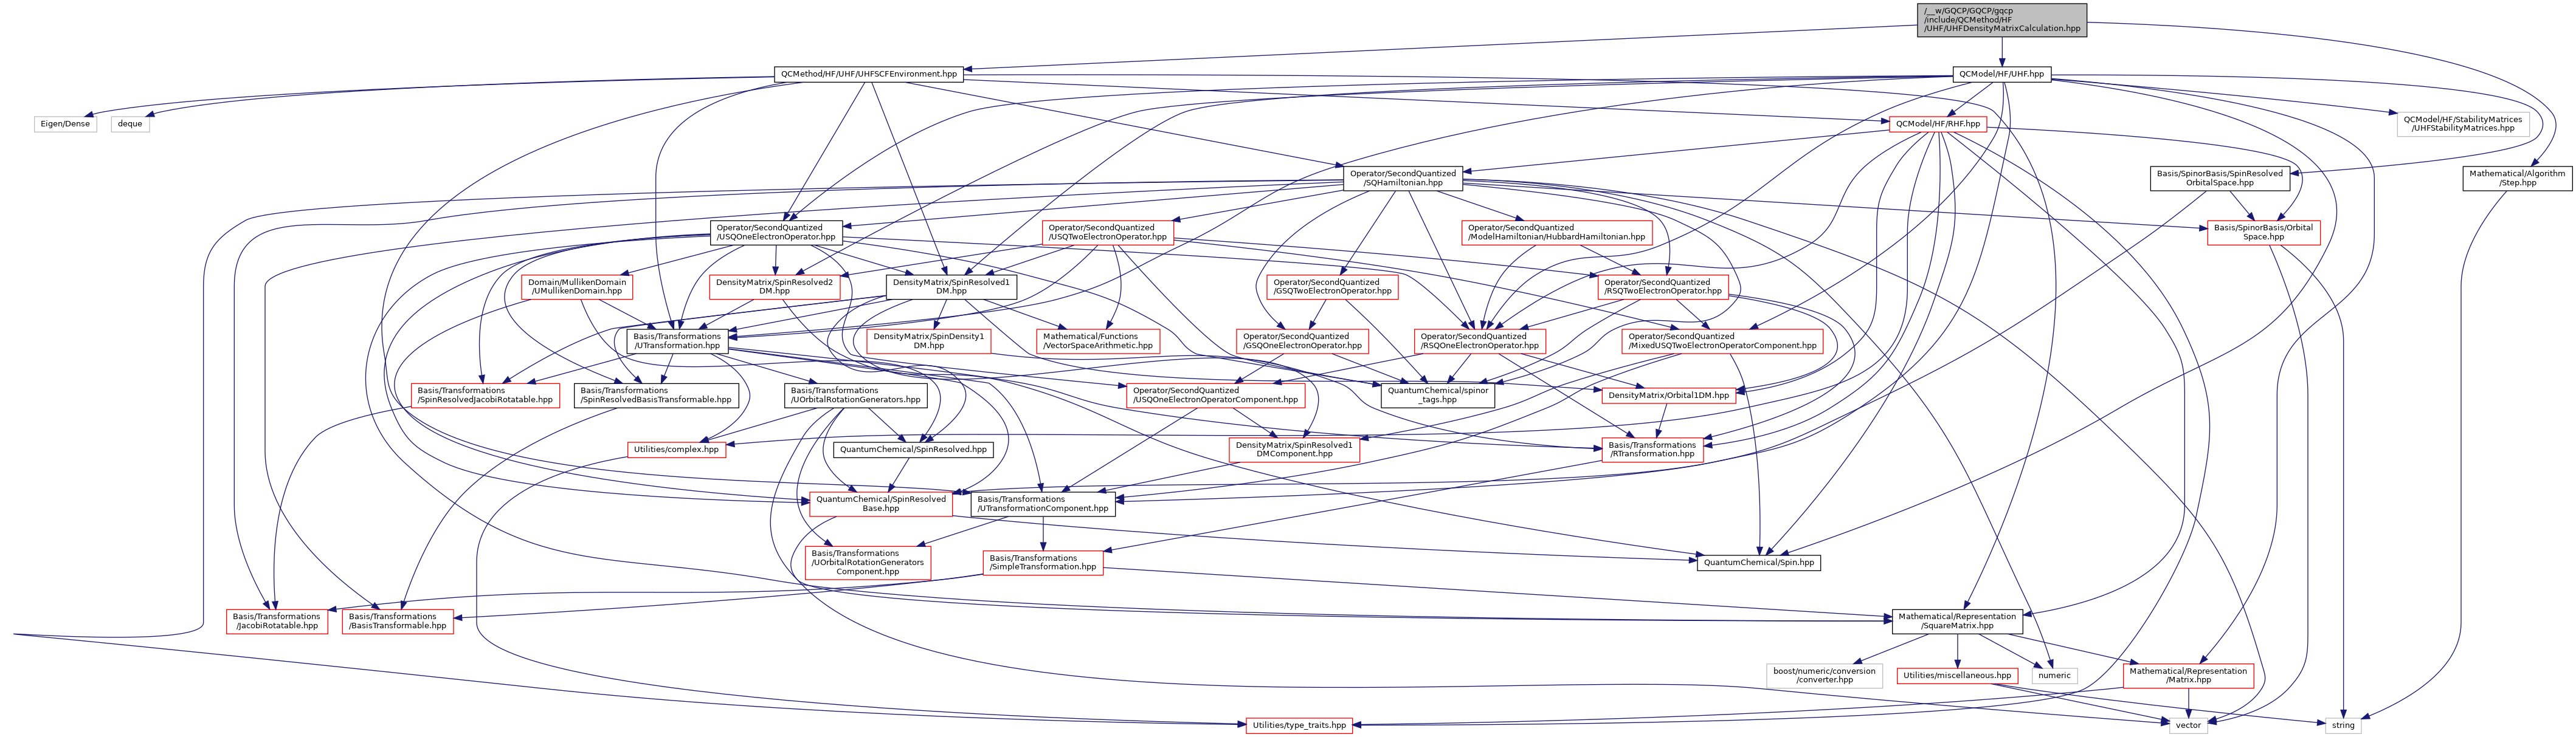 /__w/GQCP/GQCP/gqcp
/include/QCMethod/HF
/UHF/UHFDensityMatrixCalculation.hpp
QCMethod/HF/UHF/UHFSCFEnvironment.hpp
QCModel/HF/UHF.hpp
Eigen/Dense
deque
QCModel/HF/RHF.hpp
QCModel/HF/StabilityMatrices
/UHFStabilityMatrices.hpp
Operator/SecondQuantized
/SQHamiltonian.hpp
Basis/SpinorBasis/SpinResolved
OrbitalSpace.hpp
Mathematical/Algorithm
/Step.hpp
Operator/SecondQuantized
/USQOneElectronOperator.hpp
Operator/SecondQuantized
/USQTwoElectronOperator.hpp
Operator/SecondQuantized
/ModelHamiltonian/HubbardHamiltonian.hpp
Basis/SpinorBasis/Orbital
Space.hpp
Domain/MullikenDomain
/UMullikenDomain.hpp
DensityMatrix/SpinResolved2
DM.hpp
DensityMatrix/SpinResolved1
DM.hpp
Operator/SecondQuantized
/GSQTwoElectronOperator.hpp
Operator/SecondQuantized
/RSQTwoElectronOperator.hpp
Basis/Transformations
/UTransformation.hpp
DensityMatrix/SpinDensity1
DM.hpp
Mathematical/Functions
/VectorSpaceArithmetic.hpp
Operator/SecondQuantized
/GSQOneElectronOperator.hpp
Operator/SecondQuantized
/RSQOneElectronOperator.hpp
Operator/SecondQuantized
/MixedUSQTwoElectronOperatorComponent.hpp
Basis/Transformations
/SpinResolvedJacobiRotatable.hpp
Basis/Transformations
/SpinResolvedBasisTransformable.hpp
Basis/Transformations
/UOrbitalRotationGenerators.hpp
Operator/SecondQuantized
/USQOneElectronOperatorComponent.hpp
QuantumChemical/spinor
_tags.hpp
DensityMatrix/Orbital1DM.hpp
Utilities/complex.hpp
QuantumChemical/SpinResolved.hpp
DensityMatrix/SpinResolved1
DMComponent.hpp
Basis/Transformations
/RTransformation.hpp
QuantumChemical/SpinResolved
Base.hpp
Basis/Transformations
/UTransformationComponent.hpp
Basis/Transformations
/UOrbitalRotationGenerators
Component.hpp
Basis/Transformations
/SimpleTransformation.hpp
QuantumChemical/Spin.hpp
Basis/Transformations
/JacobiRotatable.hpp
Basis/Transformations
/BasisTransformable.hpp
Mathematical/Representation
/SquareMatrix.hpp
boost/numeric/conversion
/converter.hpp
Utilities/miscellaneous.hpp
numeric
Mathematical/Representation
/Matrix.hpp
Utilities/type_traits.hpp
vector
string